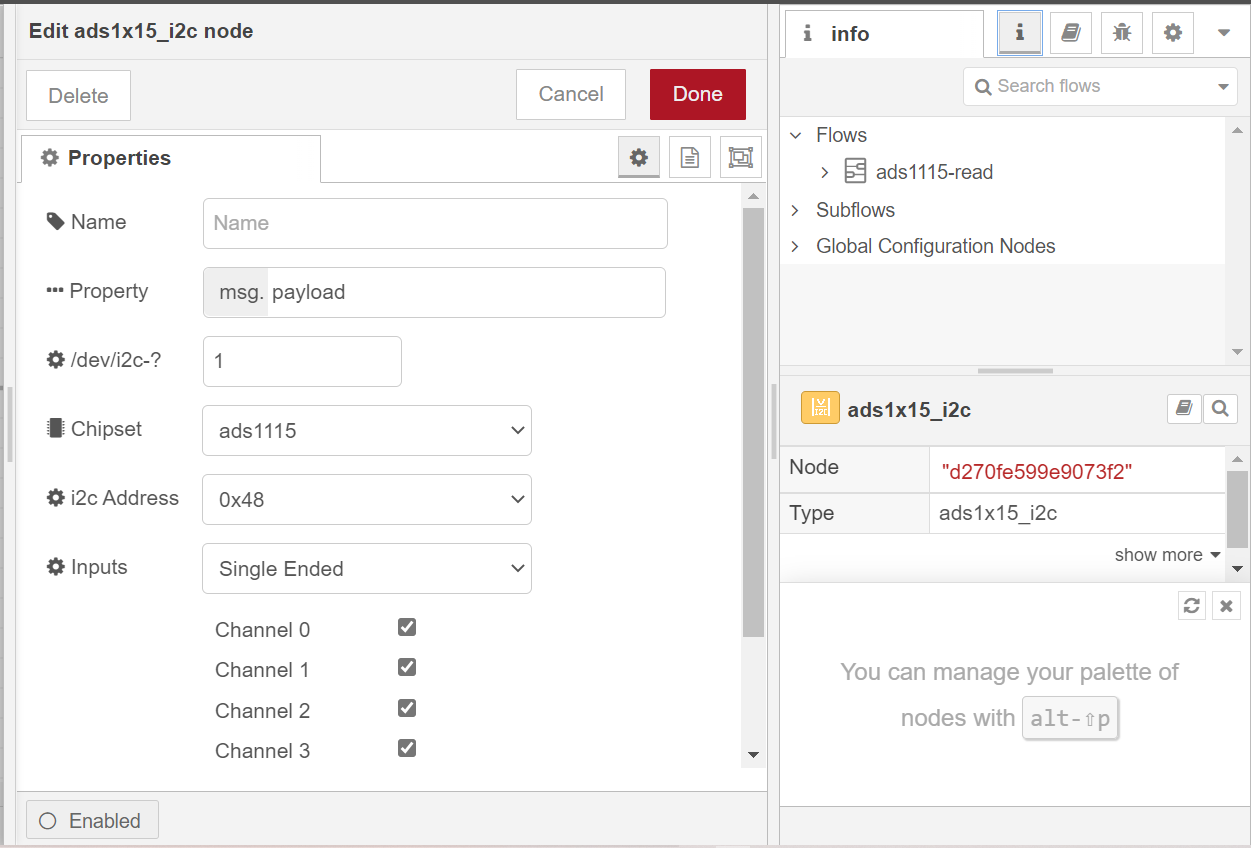 Edit ads1x15_i2c node
Delete
Cancel
Done
Properties
Name
Name
Property
msg. payload
/dev/i2c-?
1
Chipset
ads1115
i2c Address
0x48
Inputs
Single Ended
Channel 0
Channel 1
Channel 2
Channel 3
Enabled
info
Search flows
Flows
ads1115-read
Subflows
Global Configuration Nodes
ads1x15_i2c
Node
"d270fe599e9073f2"
Type
ads1x15_i2c
show more
You can manage your palette of
nodes with alt-⇧p